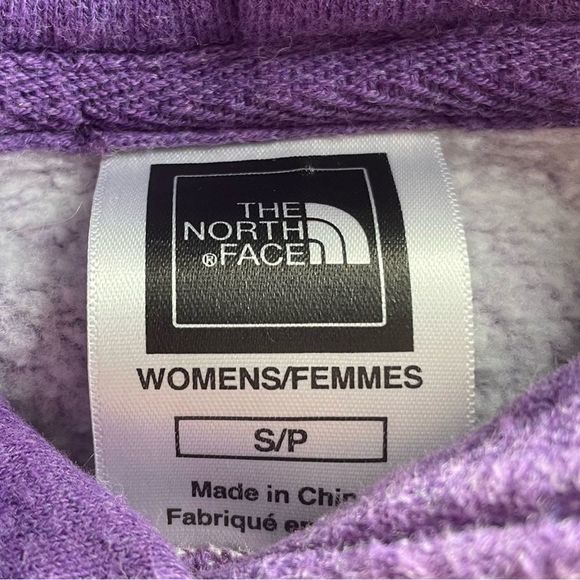 THE
NORTH
®FACE
WOMENS/FEMMES
S/P
Made in
Fabriqué